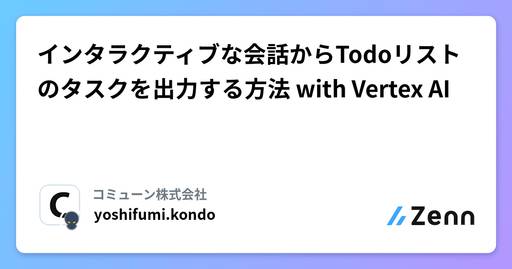 インタラクティブな会話からTodoリスト
のタスクを出力する方法 with Vertex AI
コミューン株式会社
yoshifumi.kondo
Zenn